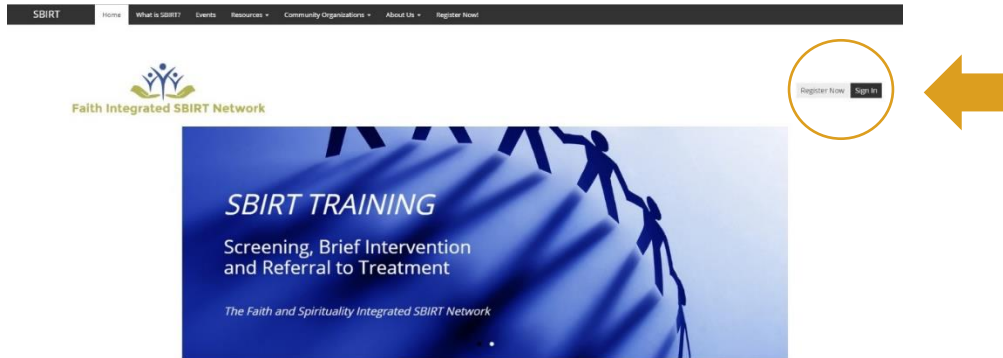 SBIRT Home What is SBIRT? Events Resources Community Organizations About Us Register Now!
Faith Integrated SBIRT Network
Register Now Sign In
SBIRT TRAINING
Screening, Brief Intervention
and Referral to Treatment
The Faith and Spirituality Integrated SBIRT Network